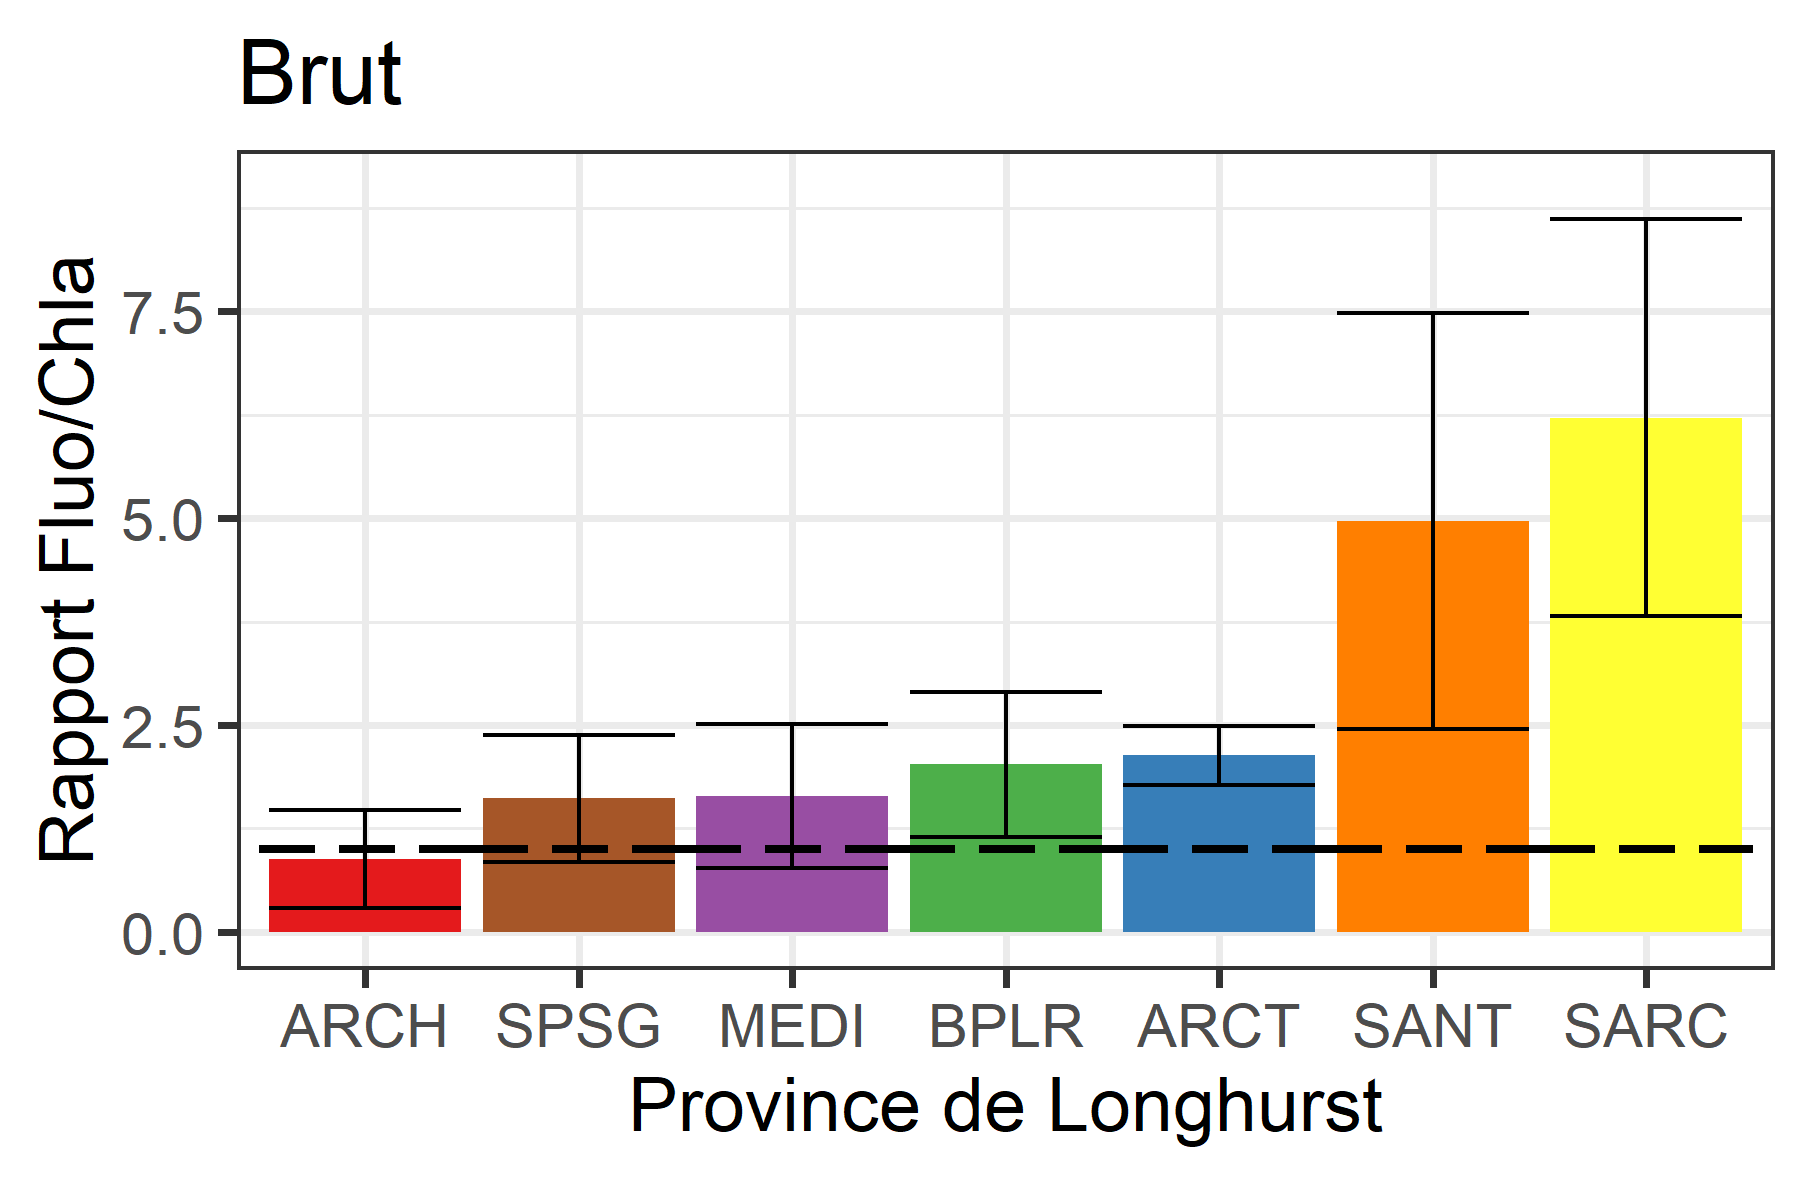 Brut
Rapport Fluo/Chla
7.5
5.0
2.5
0.0
ARCH SPSG MEDI BPLR ARCT SANT SARC
Province de Longhurst